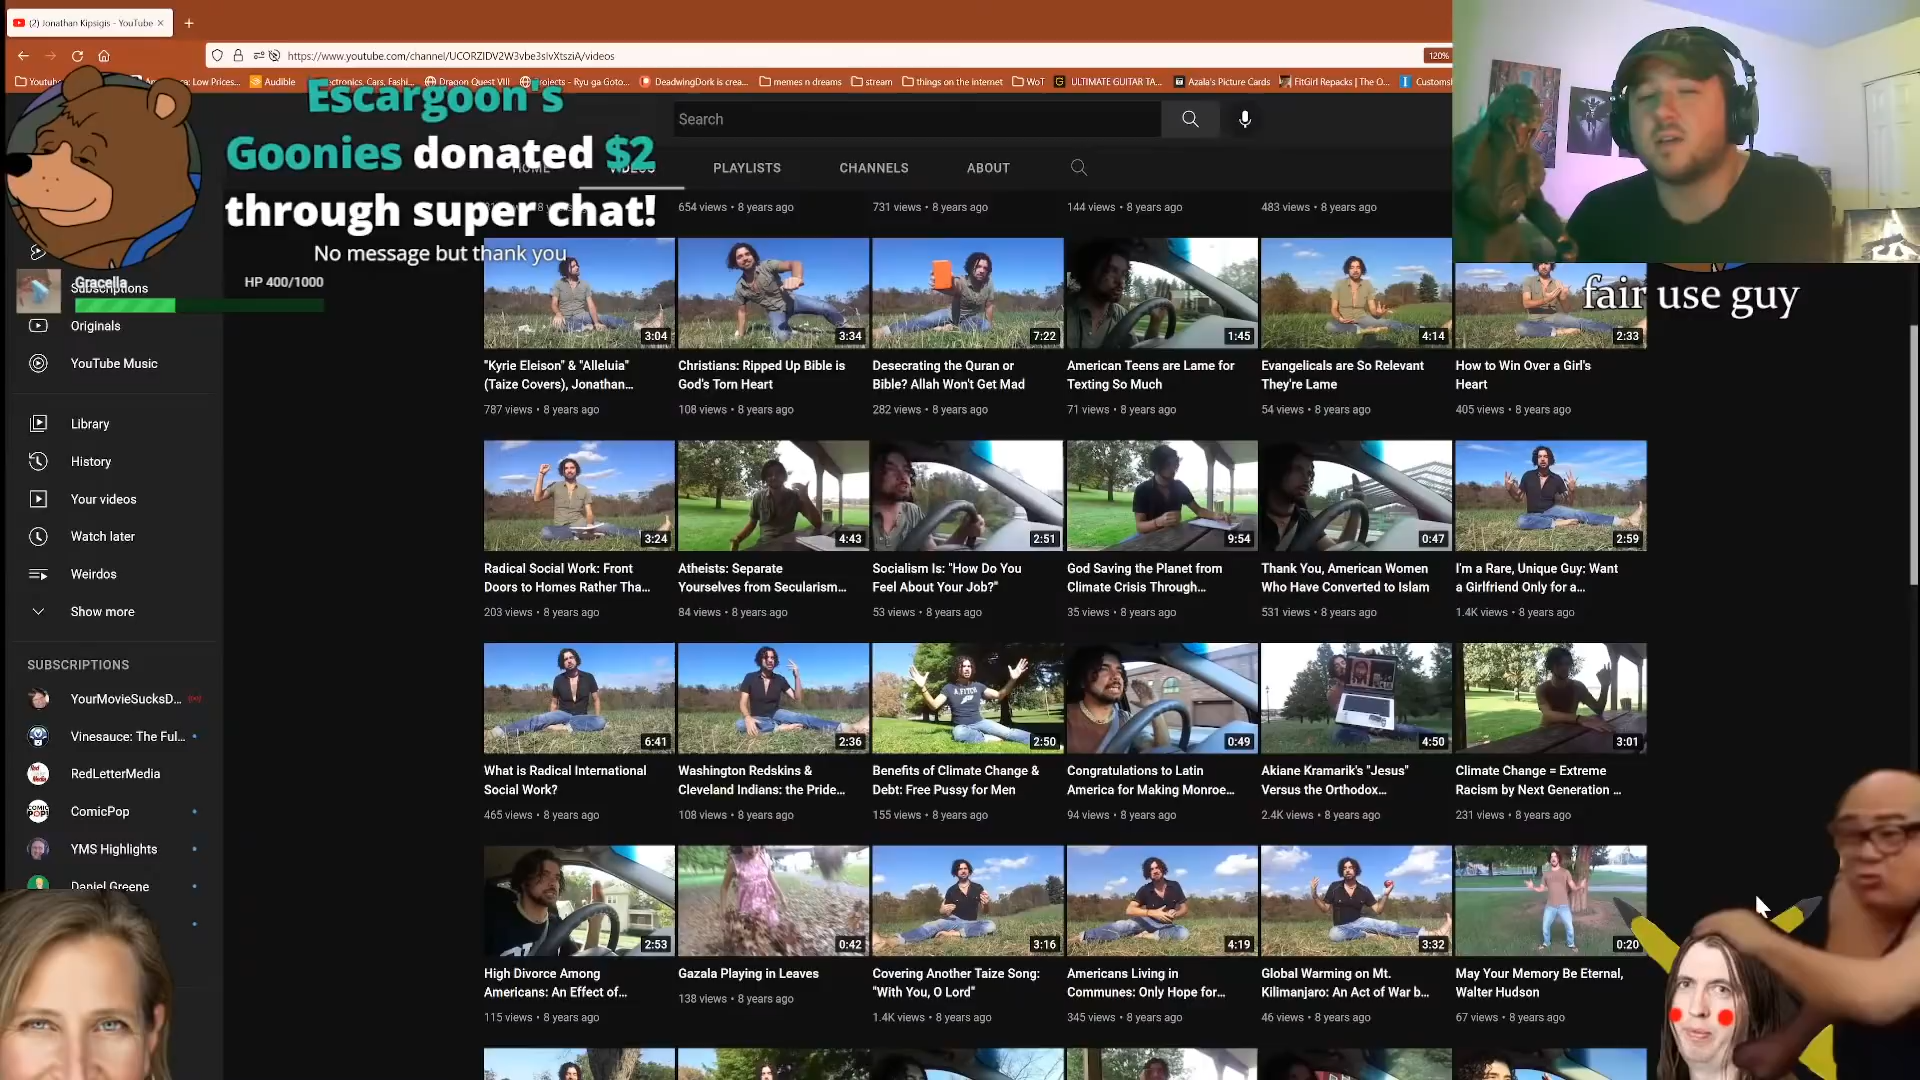 (2) Jonathan Kipsigis - YouTube
https://www.youtube.com/channel/UCORZIDV2W3vbe3slvXtsziA/videos
120%
Low Prices...
Audible
Electronics, Cars, Fashi...
Dragon Quest VIII
Projects - Ryu ga Goto...
DeadwingDork is crea...
memes n dreams
stream
things on the internet
WoT
ULTIMATE GUITAR TA...
Azala's Picture Cards
FitGirl Repacks | The O...
Customs
Escargoon's
Goonies donated $2
through super chat!
No message but thank you
Search
HOME
VIDEOS
PLAYLISTS
CHANNELS
ABOUT
654 views • 8 years ago
731 views • 8 years ago
144 views • 8 years ago
483 views • 8 years ago
fair use guy
Gracella
HP 400/1000
Subscriptions
Originals
YouTube Music
Library
History
Your videos
Watch later
Weirdos
Show more
SUBSCRIPTIONS
YourMovieSucksD...
Vinesauce: The Ful...
RedLetterMedia
ComicPop
YMS Highlights
Daniel Greene
3:04
3:34
7:22
1:45
4:14
2:33
"Kyrie Eleison" & "Alleluia"
(Taize Covers), Jonathan...
787 views • 8 years ago
Christians: Ripped Up Bible is
God's Torn Heart
108 views • 8 years ago
Desecrating the Quran or
Bible? Allah Won't Get Mad
282 views • 8 years ago
American Teens are Lame for
Texting So Much
71 views • 8 years ago
Evangelicals are So Relevant
They're Lame
54 views • 8 years ago
How to Win Over a Girl's
Heart
405 views • 8 years ago
3:24
4:43
2:51
9:54
0:47
2:59
Radical Social Work: Front
Doors to Homes Rather Tha...
203 views • 8 years ago
Atheists: Separate
Yourselves from Secularism...
84 views • 8 years ago
Socialism Is: "How Do You
Feel About Your Job?"
53 views • 8 years ago
God Saving the Planet from
Climate Crisis Through...
35 views • 8 years ago
Thank You, American Women
Who Have Converted to Islam
531 views • 8 years ago
I'm a Rare, Unique Guy: Want
a Girlfriend Only for a...
1.4K views • 8 years ago
6:41
2:36
A.FITCH
2:50
0:49
4:50
3:01
What is Radical International
Social Work?
465 views • 8 years ago
Washington Redskins &
Cleveland Indians: the Pride...
108 views • 8 years ago
Benefits of Climate Change &
Debt: Free Pussy for Men
155 views • 8 years ago
Congratulations to Latin
America for Making Monroe...
94 views • 8 years ago
Akiane Kramarik's "Jesus"
Versus the Orthodox...
2.4K views • 8 years ago
Climate Change = Extreme
Racism by Next Generation ...
231 views • 8 years ago
2:53
0:42
3:16
4:19
3:32
0:20
High Divorce Among
Americans: An Effect of...
115 views • 8 years ago
Gazala Playing in Leaves
138 views • 8 years ago
Covering Another Taize Song:
"With You, O Lord"
1.4K views • 8 years ago
Americans Living in
Communes: Only Hope for...
345 views • 8 years ago
Global Warming on Mt.
Kilimanjaro: An Act of War b...
46 views • 8 years ago
May Your Memory Be Eternal,
Walter Hudson
67 views • 8 years ago